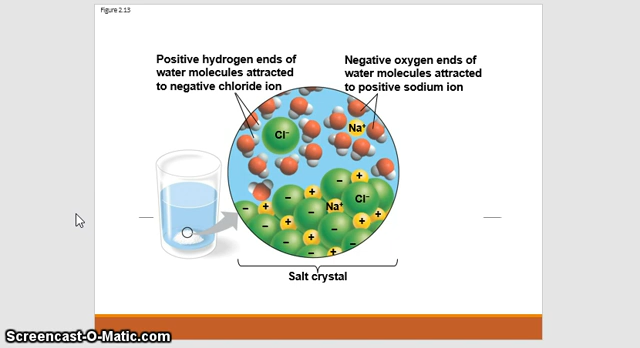 Figure 2.13
Positive hydrogen ends of
water molecules attracted
to negative chloride ion
Negative oxygen ends of
water molecules attracted
to positive sodium ion
Cl⁻
Na⁺
+
−
+
−
+
Na⁺
Cl⁻
−
+
−
+
−
+
+
−
+
−
−
+
Salt crystal
Screencast-O-Matic.com